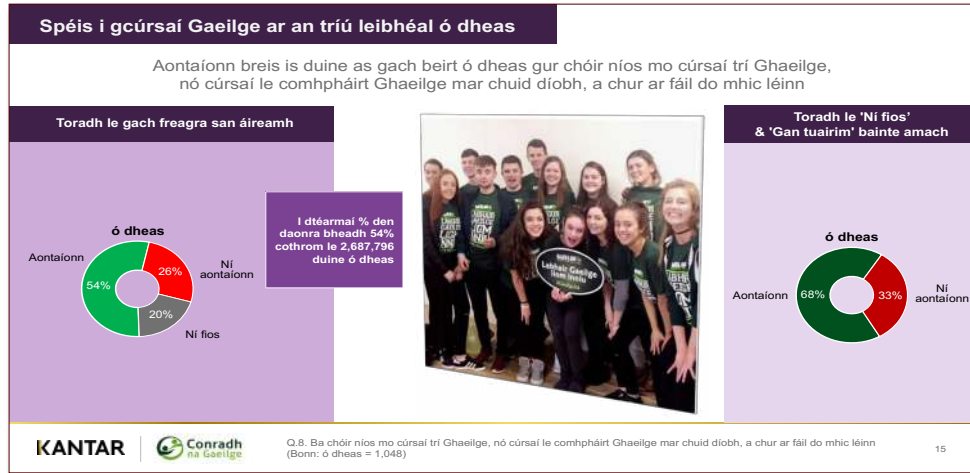 Spéis i gcúrsaí Gaeilge ar an tríú leibhéal ó dheas
Aontaíonn breis is duine as gach beirt ó dheas gur chóir níos mo cúrsaí trí Ghaeilge,
nó cúrsaí le comhpháirt Ghaeilge mar chuid díobh, a chur ar fáil do mhic léinn
Toradh le gach freagra san áireamh
ó dheas
Aontaíonn
54%
26%
Ní
aontaíonn
20%
Ní fios
I dtéarmaí % den
daonra bheadh 54%
cothrom le 2,687,796
duine ó dheas
Labhair Gaeilge
liom inniu
Toradh le 'Ní fios'
& 'Gan tuairim' bainte amach
ó dheas
Aontaíonn
68%
33%
Ní
aontaíonn
KANTAR
Conradh
na Gaeilge
Q.8. Ba chóir níos mo cúrsaí trí Ghaeilge, nó cúrsaí le comhpháirt Ghaeilge mar chuid díobh, a chur ar fáil do mhic léinn
(Bonn: ó dheas = 1,048)
15